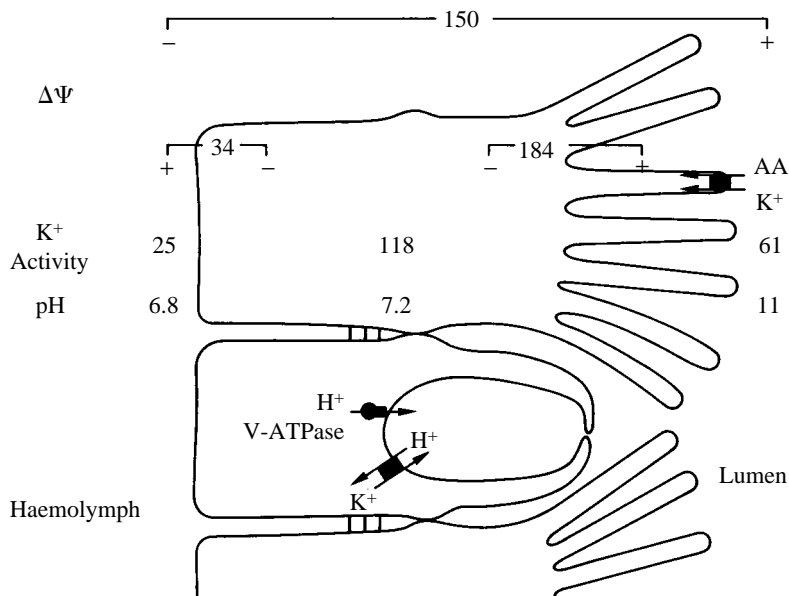 150
− +
ΔΨ
34 184
+ − − +
AA
K⁺
K⁺
Activity
25 118 61
pH 6.8 7.2 11
H⁺
V-ATPase
H⁺
K⁺
Lumen
Haemolymph